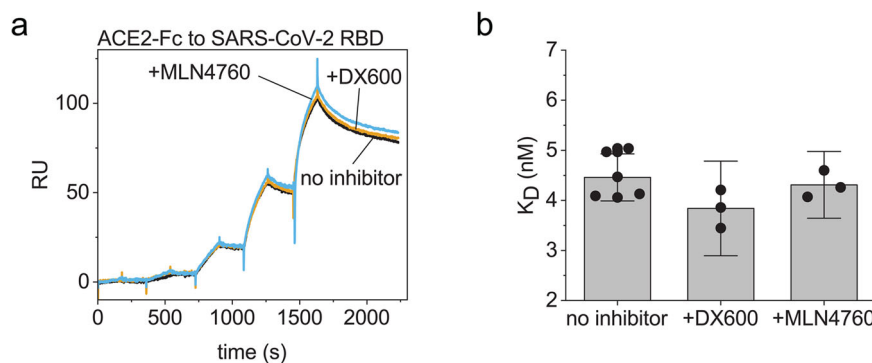 a
ACE2-Fc to SARS-CoV-2 RBD
+MLN4760
+DX600
no inhibitor
100
50
0
RU
0 500 1000 1500 2000
time (s)
b
7
6
5
4
3
2
K_D (nM)
no inhibitor +DX600 +MLN4760